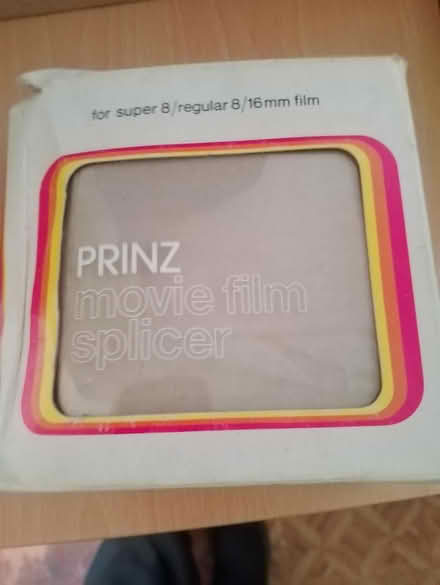 for super 8/regular 8/16mm film
PRINZ
movie film
splicer